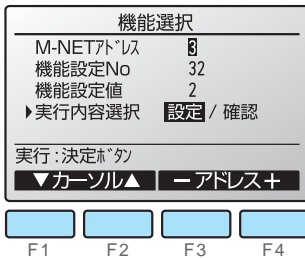 機能選択
M-NETｱﾄﾞﾚｽ 3
機能設定No 32
機能設定値 2
▶実行内容選択 設定 / 確認
実行:決定ﾎﾞﾀﾝ
▼カーソル▲ －アドレス＋
F1 F2 F3 F4